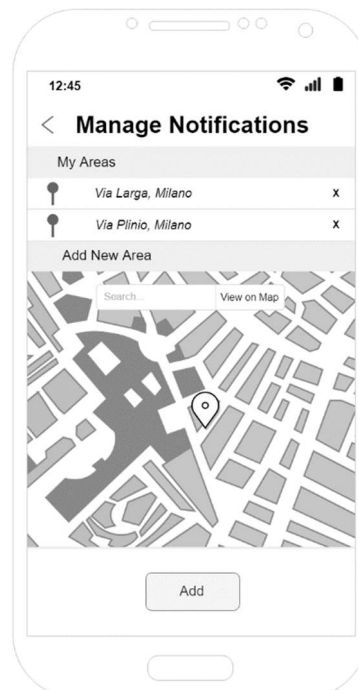 12:45
Manage Notifications
My Areas
Via Larga, Milano x
Via Plinio, Milano x
Add New Area
Search... View on Map
Add